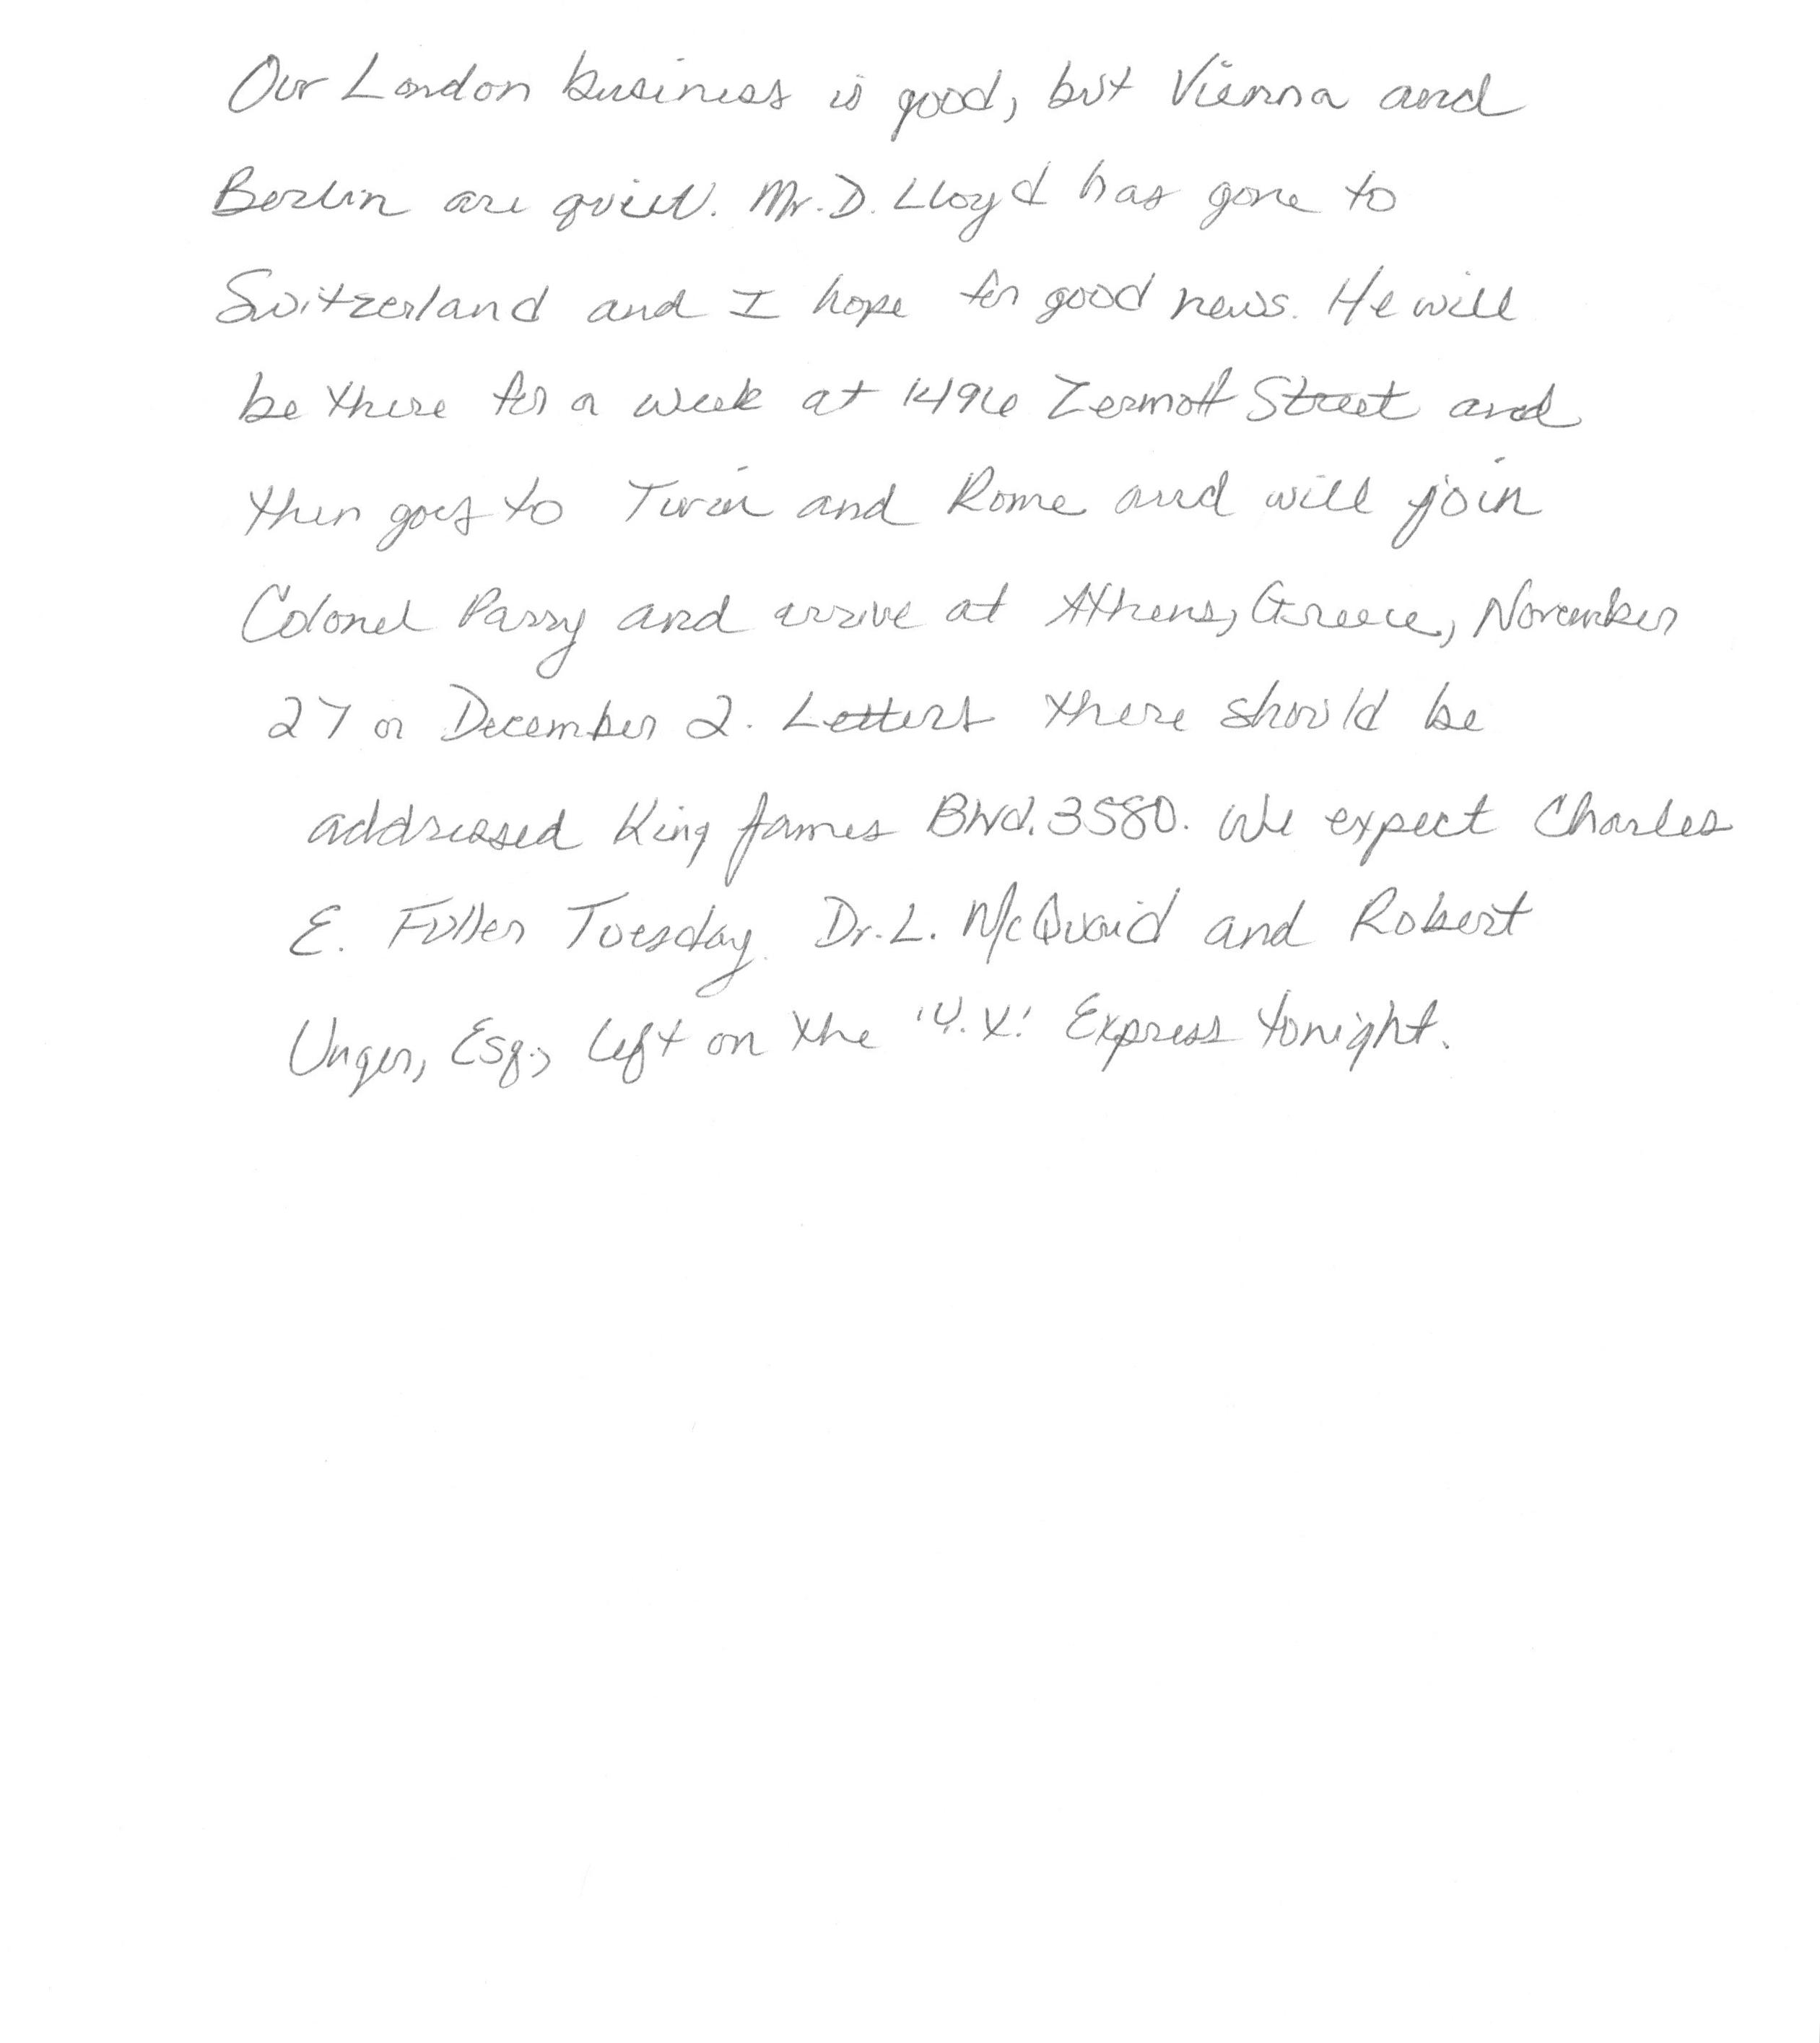 Our London business is good, but Vienna and
Berlin are quiet. Mr. D. Lloyd has gone to
Switzerland and I hope for good news. He will
be there for a week at 1496 Zermott Street and
then goes to Turin and Rome and will join
Colonel Parry and arrive at Athens, Greece, November
27 or December 2. Letters there should be
addressed King James Blvd. 3580. We expect Charles
E. Fuller Tuesday. Dr. L. McQuaid and Robert
Unger, Esq., left on the 'Y.X.' Express tonight.